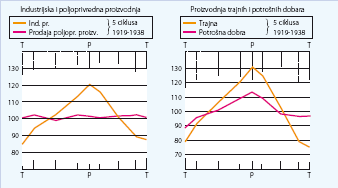 Industrijska i poljoprivredna proizvodnja
Ind. pr.
Prodaja poljopr. proizv.
5 ciklusa
1919-1938
T P T
130
120
110
100
90
80
T P T
Proizvodnja trajnih i potrošnih dobara
Trajna
Potrošna dobra
5 ciklusa
1919-1938
T P T
130
120
110
100
90
80
70
T P T